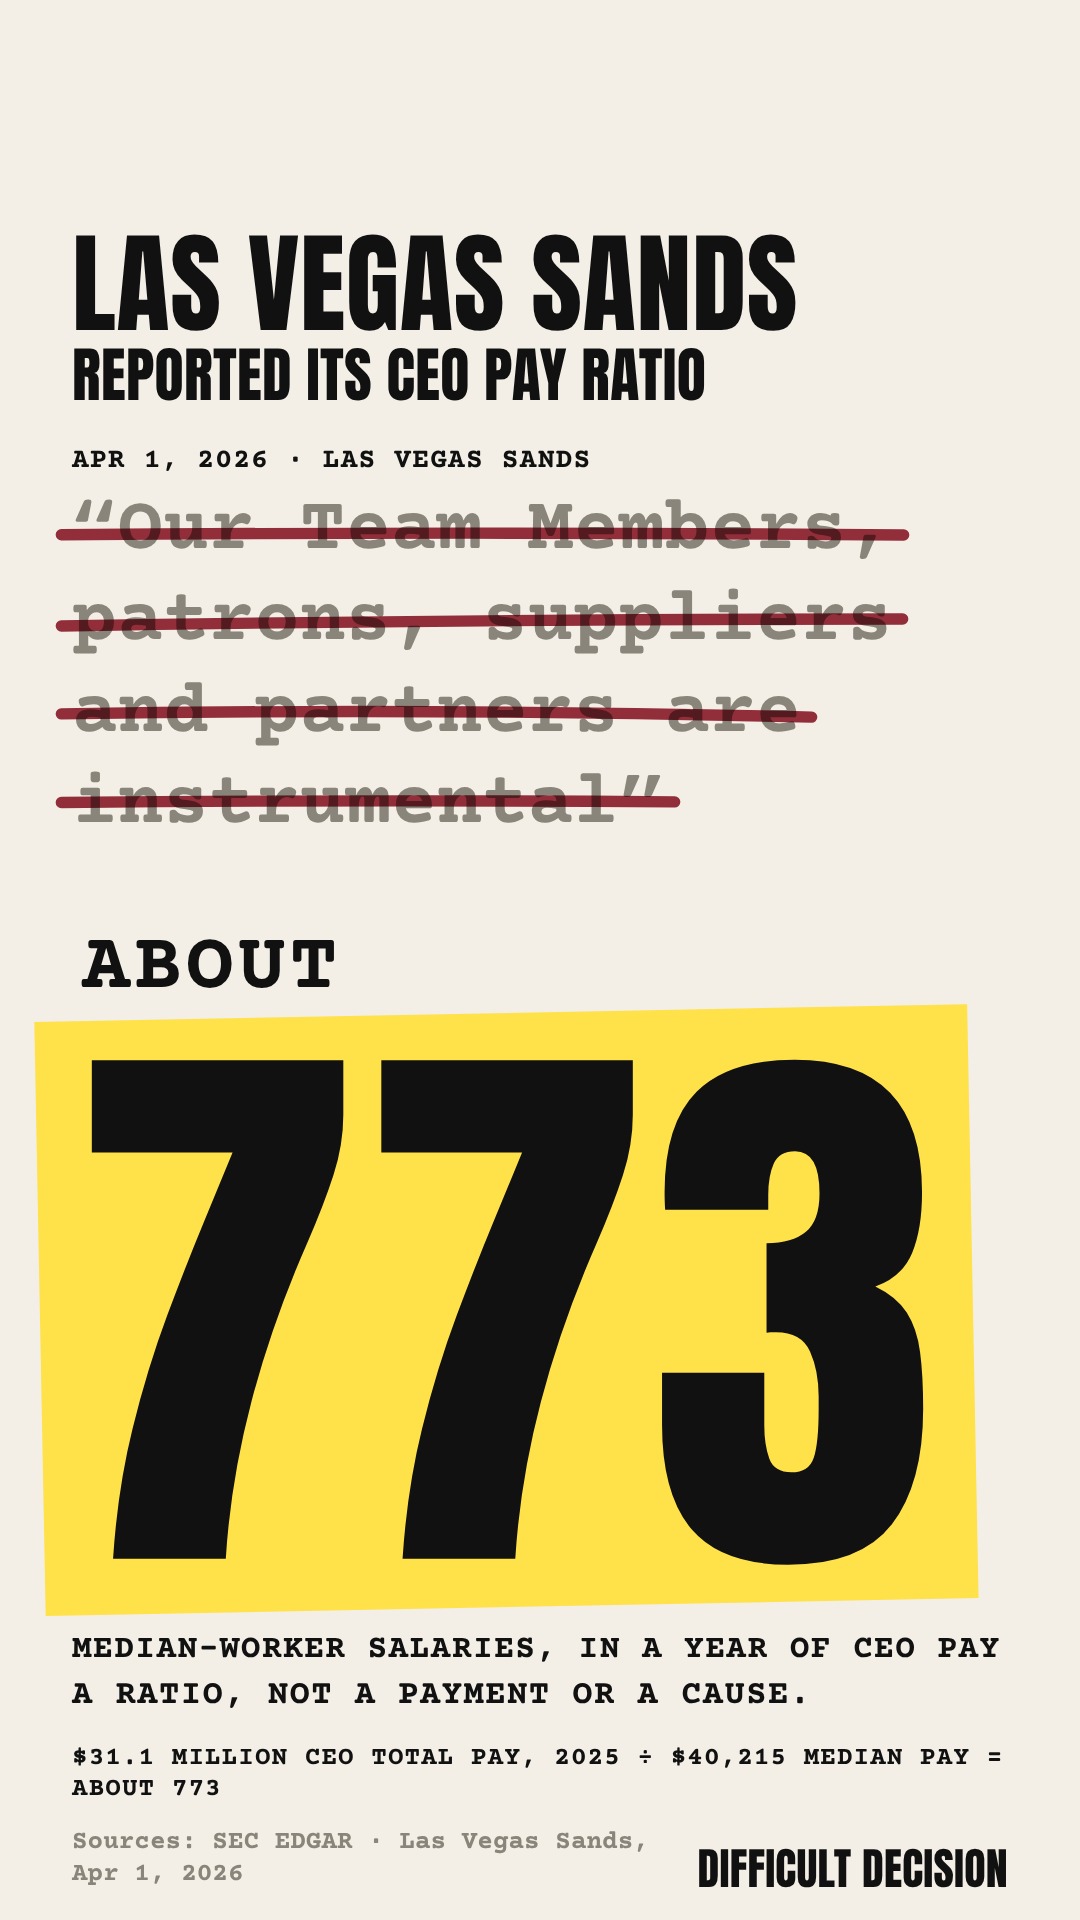 LAS VEGAS SANDS
REPORTED ITS CEO PAY RATIO
APR 1, 2026 · LAS VEGAS SANDS
“Our Team Members,
patrons, suppliers
and partners are
instrumental”
ABOUT
773
MEDIAN-WORKER SALARIES, IN A YEAR OF CEO PAY
A RATIO, NOT A PAYMENT OR A CAUSE.
$31.1 MILLION CEO TOTAL PAY, 2025 ÷ $40,215 MEDIAN PAY =
ABOUT 773
Sources: SEC EDGAR · Las Vegas Sands,
Apr 1, 2026
DIFFICULT DECISION